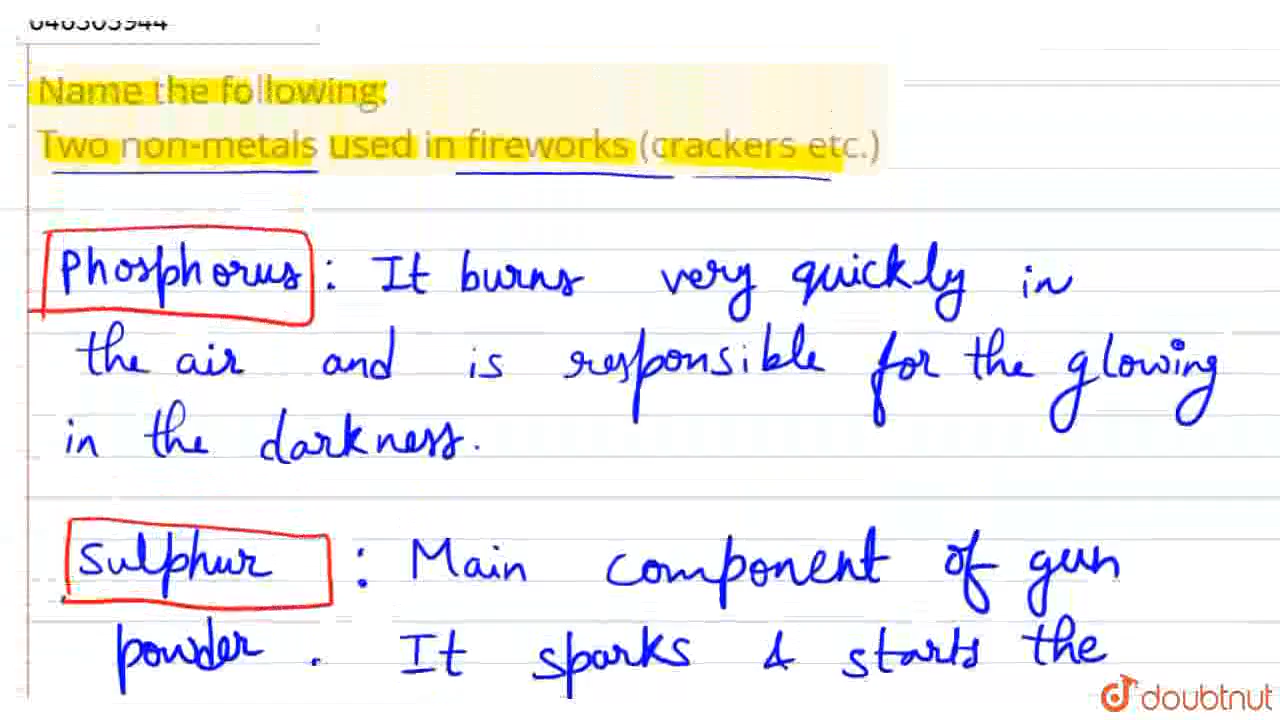 Name the following:
Two non-metals used in fireworks (crackers etc.)
Phosphorus : It burns very quickly in
the air and is responsible for the glowing
in the darkness.
Sulphur : Main component of gun
powder. It sparks & starts the
doubtnut